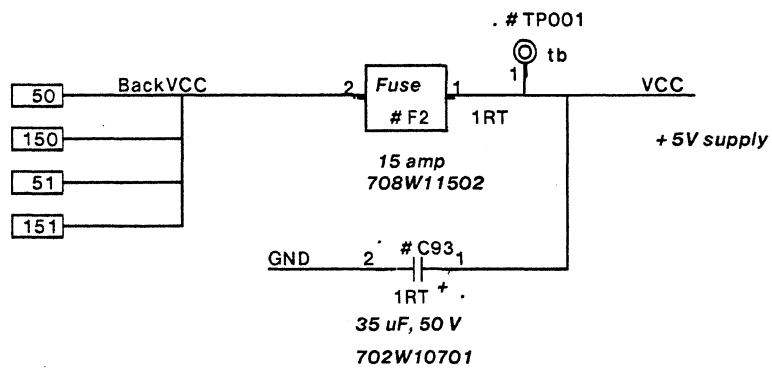 # TP001
tb
1
BackVCC
2
Fuse
1
VCC
50
# F2
1RT
150
+5V supply
15 amp
51
708W11502
151
GND
2
# C93
1
1RT +
35 uF, 50 V
702W10701